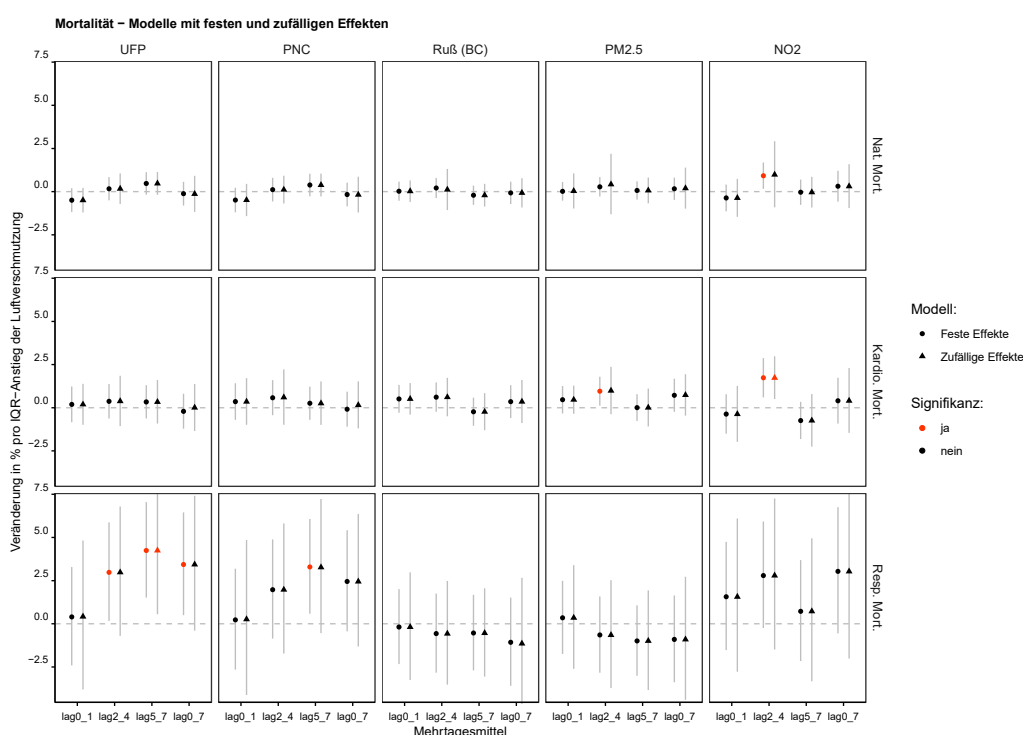 Mortalität − Modelle mit festen und zufälligen Effekten
UFP
PNC
Ruß (BC)
PM2.5
NO2
Veränderung in % pro IQR-Anstieg der Luftverschmutzung
7.5
5.0
2.5
0.0
−2.5
Nat. Mort.
7.5
5.0
2.5
0.0
−2.5
Kardio. Mort.
7.5
5.0
2.5
0.0
−2.5
Resp. Mort.
lag0_1 lag2_4 lag5_7 lag0_7
lag0_1 lag2_4 lag5_7 lag0_7
lag0_1 lag2_4 lag5_7 lag0_7
lag0_1 lag2_4 lag5_7 lag0_7
lag0_1 lag2_4 lag5_7 lag0_7
Mehrtagesmittel
Modell:
Feste Effekte
Zufällige Effekte
Signifikanz:
ja
nein